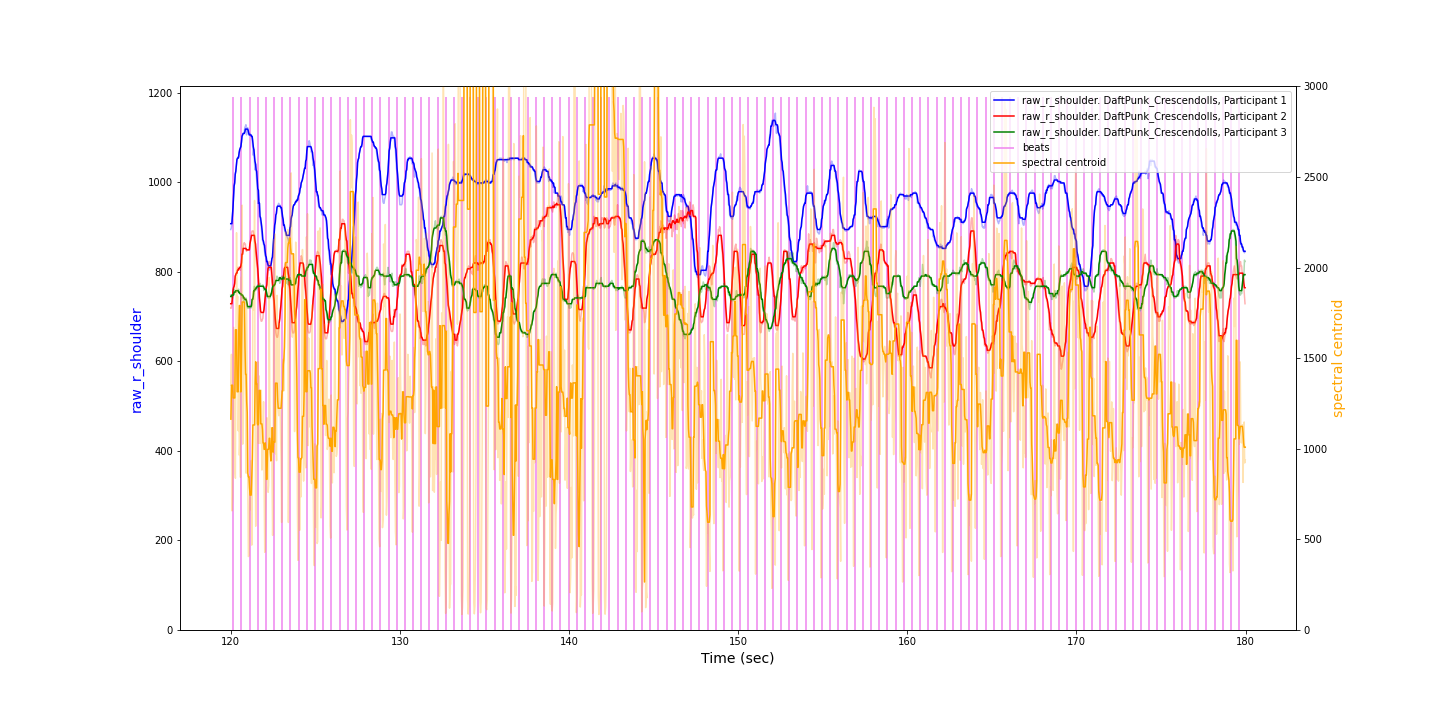 raw_r_shoulder. DaftPunk_Crescendolls, Participant 1
raw_r_shoulder. DaftPunk_Crescendolls, Participant 2
raw_r_shoulder. DaftPunk_Crescendolls, Participant 3
beats
spectral centroid
1200
1000
800
600
400
200
0
raw_r_shoulder
3000
2500
2000
1500
1000
500
0
spectral centroid
120 130 140 150 160 170 180
Time (sec)